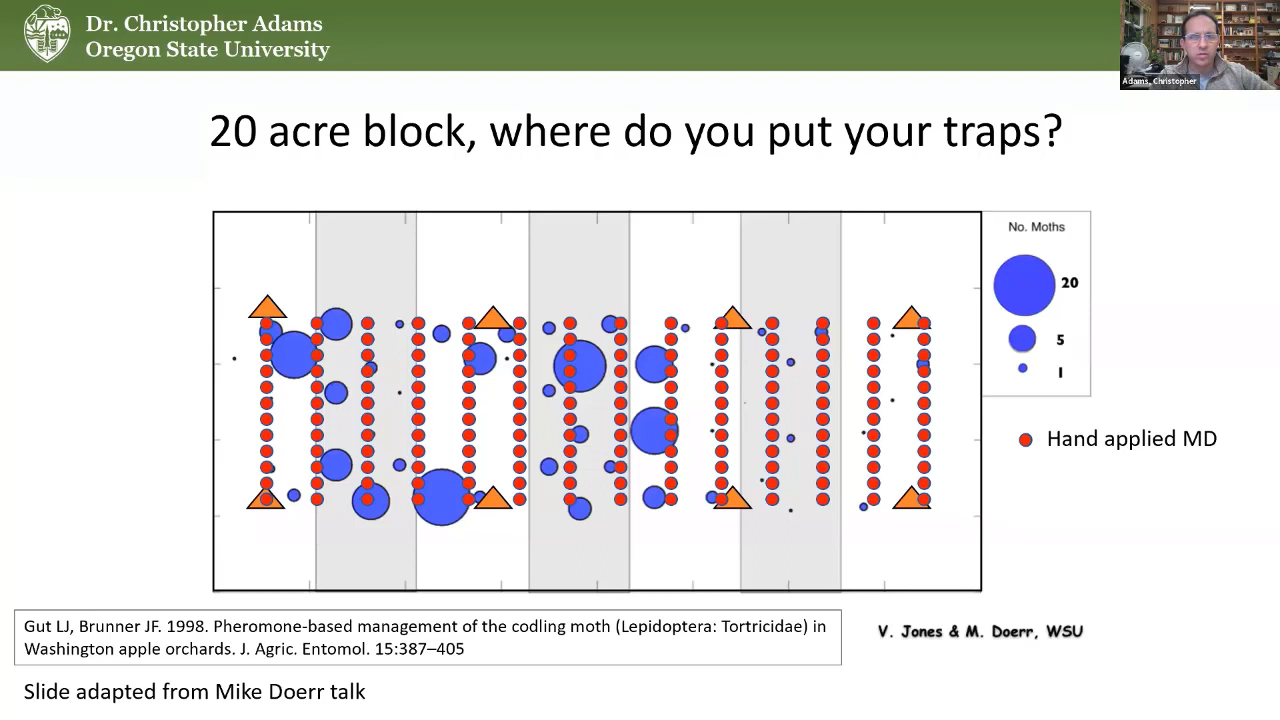 Dr. Christopher Adams
Oregon State University
Adams, Christopher
20 acre block, where do you put your traps?
No. Moths
20
5
1
Hand applied MD
Gut LJ, Brunner JF. 1998. Pheromone-based management of the codling moth (Lepidoptera: Tortricidae) in
Washington apple orchards. J. Agric. Entomol. 15:387–405
V. Jones & M. Doerr, WSU
Slide adapted from Mike Doerr talk